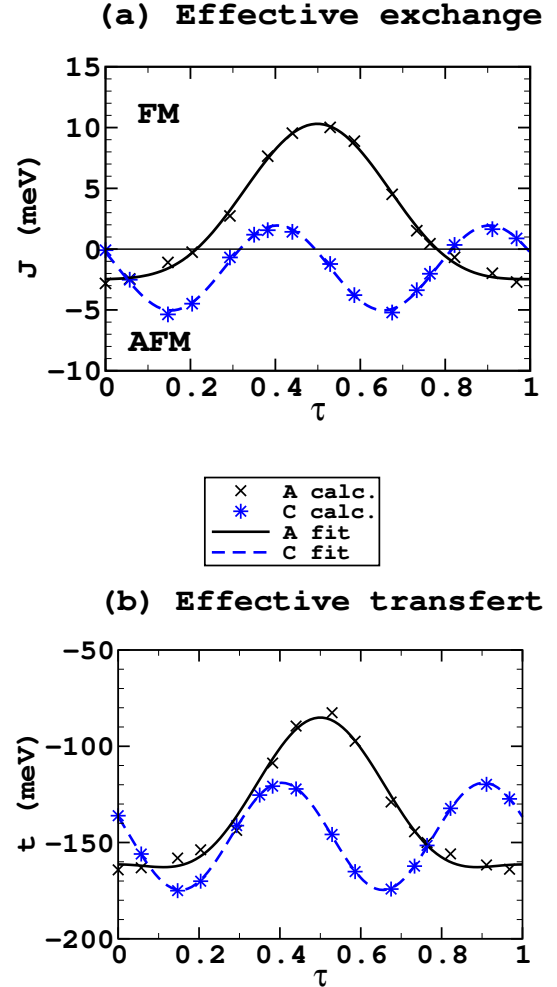 (a) Effective exchange
15
FM
10
5
0
-5
AFM
-10
J (meV)
0 0.2 0.4 0.6 0.8 1
τ
A calc.
C calc.
A fit
C fit
(b) Effective transfert
-50
-100
-150
-200
t (meV)
0 0.2 0.4 0.6 0.8 1
τ